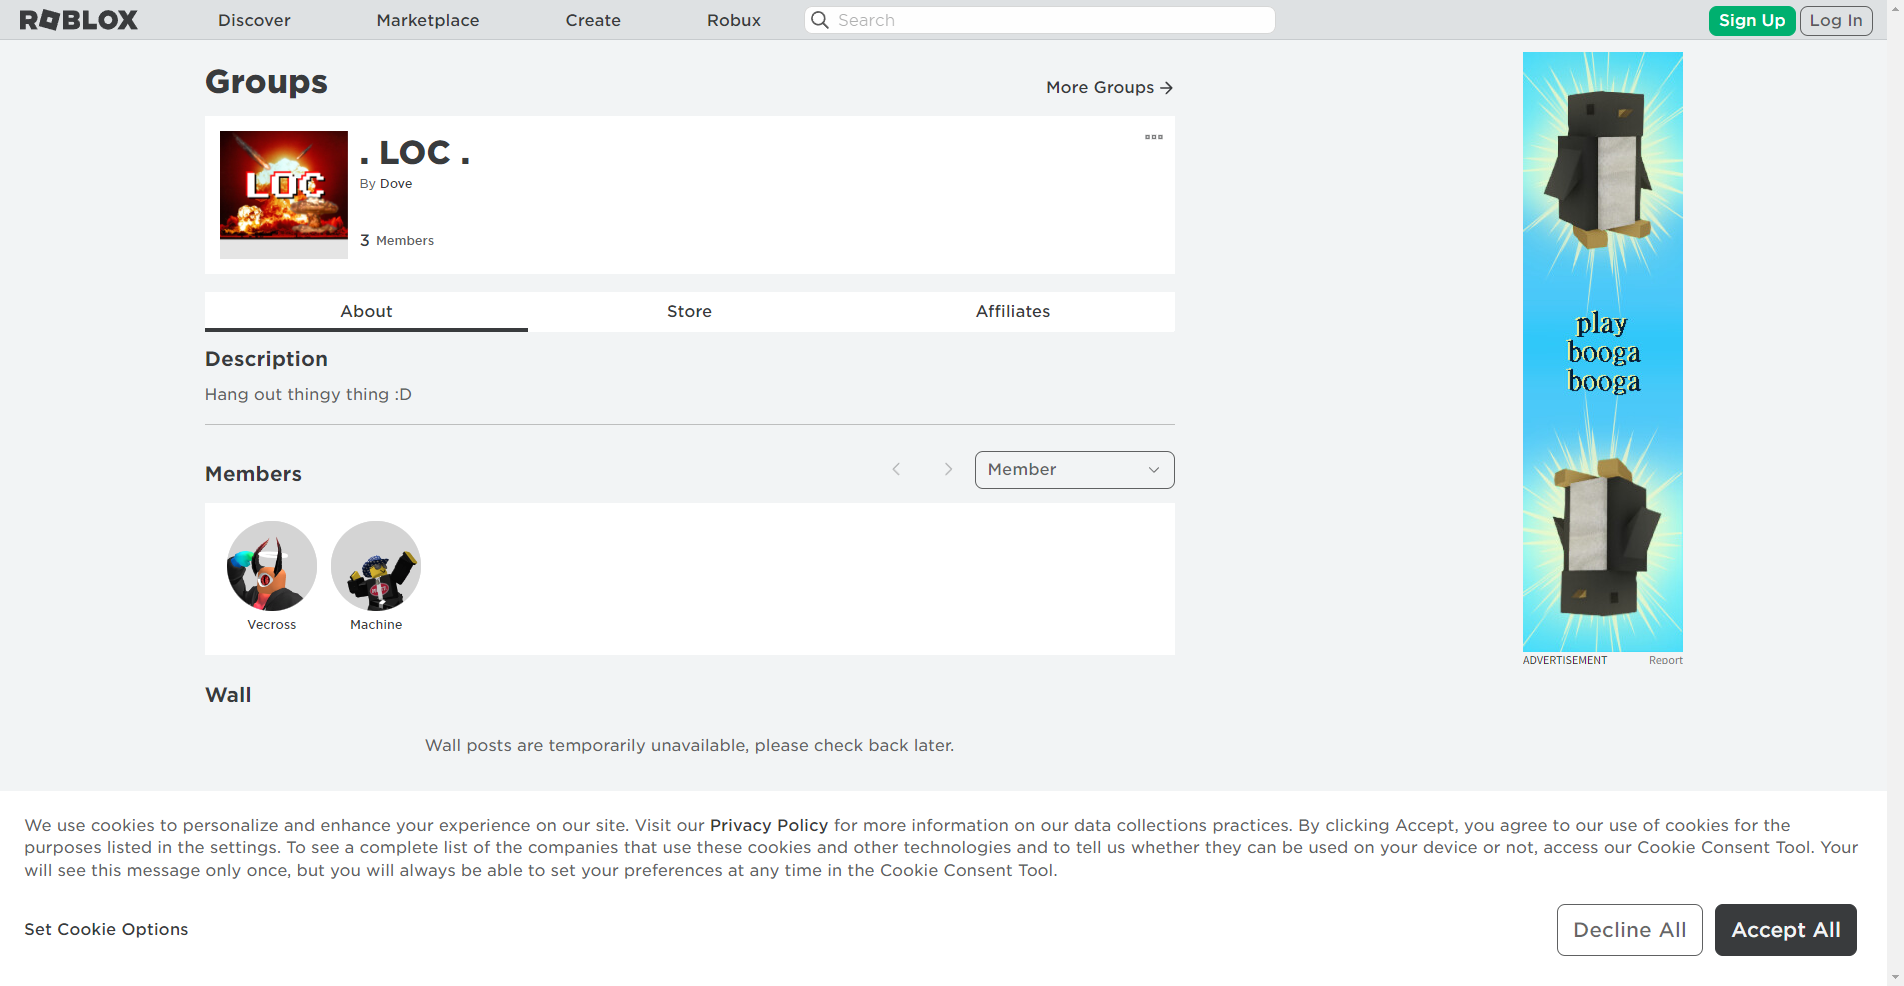 ROBLOX
Discover
Marketplace
Create
Robux
Search
Sign Up
Log In
Groups
More Groups →
LOC
. LOC .
By Dove
3 Members
About
Store
Affiliates
Description
Hang out thingy thing :D
Members
Member
Vecross
Machine
Wall
Wall posts are temporarily unavailable, please check back later.
play
booga
booga
ADVERTISEMENT
Report
We use cookies to personalize and enhance your experience on our site. Visit our Privacy Policy for more information on our data collections practices. By clicking Accept, you agree to our use of cookies for the
purposes listed in the settings. To see a complete list of the companies that use these cookies and other technologies and to tell us whether they can be used on your device or not, access our Cookie Consent Tool. Your
will see this message only once, but you will always be able to set your preferences at any time in the Cookie Consent Tool.
Set Cookie Options
Decline All
Accept All